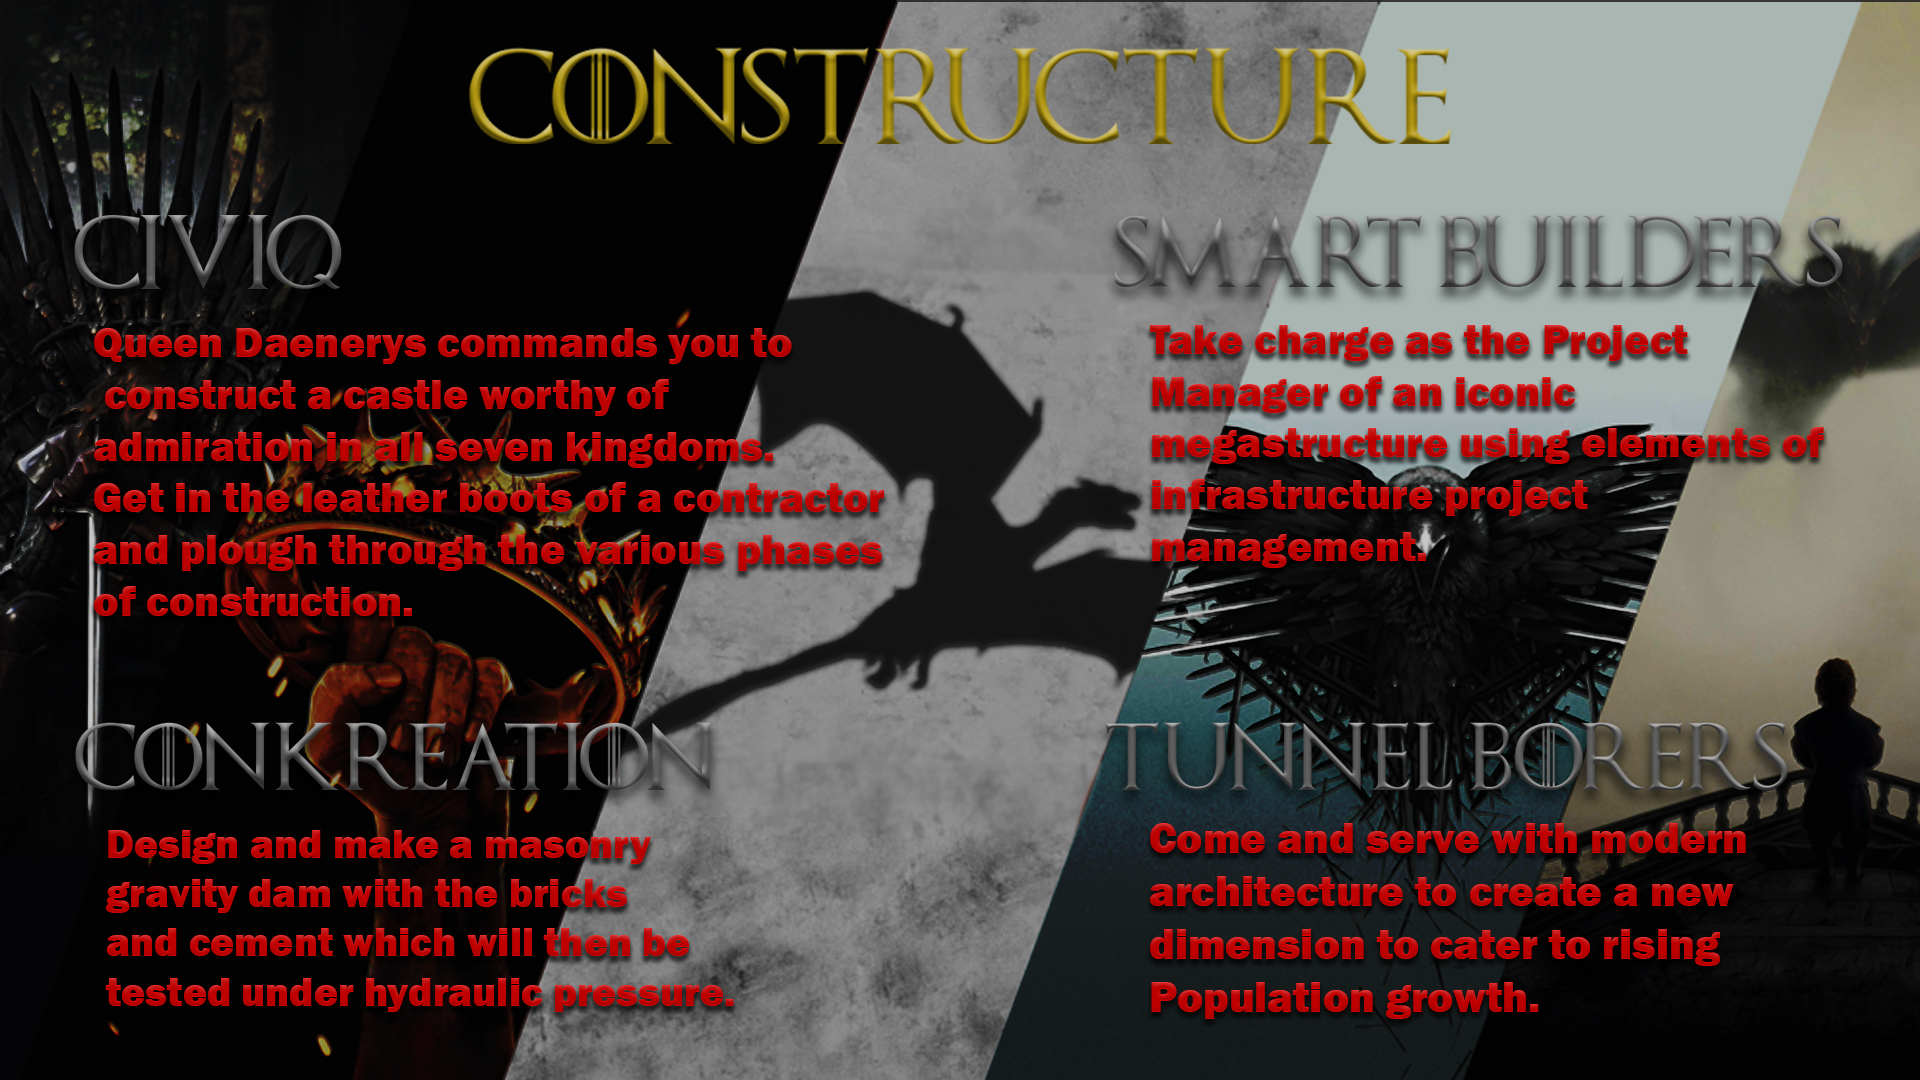 CONSTRUCTURE
CIVIQ
Queen Daenerys commands you to
construct a castle worthy of
admiration in all seven kingdoms.
Get in the leather boots of a contractor
and plough through the various phases
of construction.
SMART BUILDERS
Take charge as the Project
Manager of an iconic
megastructure using elements of
infrastructure project
management.
CONKREATION
Design and make a masonry
gravity dam with the bricks
and cement which will then be
tested under hydraulic pressure.
TUNNEL BORERS
Come and serve with modern
architecture to create a new
dimension to cater to rising
Population growth.